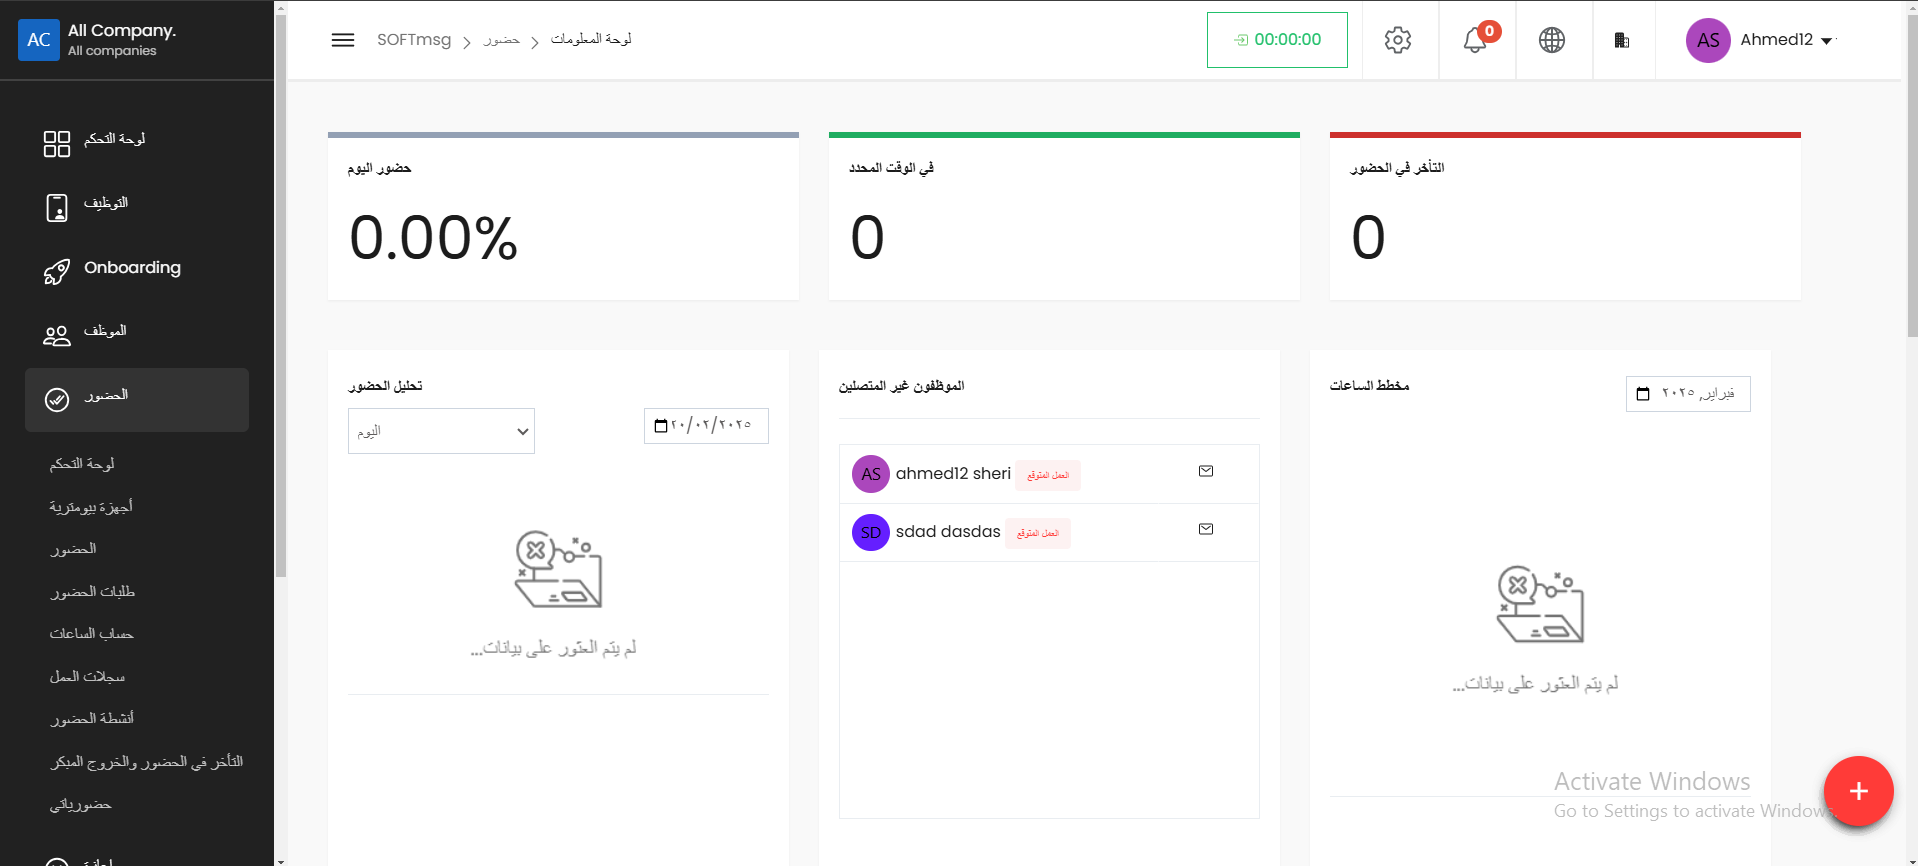 AC
All Company.
All companies
لوحة التحكم
التوظيف
Onboarding
الموظف
الحضور
لوحة التحكم
أجهزة بيومترية
الحضور
طلبات الحضور
حساب الساعات
سجلات العمل
أنشطة الحضور
التأخر في الحضور والخروج المبكر
حضورياتي
SOFTmsg
حضور
لوحة المعلومات
00:00:00
0
AS
Ahmed12
حضور اليوم
0.00%
في الوقت المحدد
0
التأخر في الحضور
0
تحليل الحضور
اليوم
٢٠/٠٢/٢٠٢٥
لم يتم العثور على بيانات...
الموظفون غير المتصلين
AS
ahmed12 sheri
العمل المتوقع
SD
sdad dasdas
العمل المتوقع
مخطط الساعات
فبراير, ٢٠٢٥
لم يتم العثور على بيانات...
Activate Windows
Go to Settings to activate Windows.